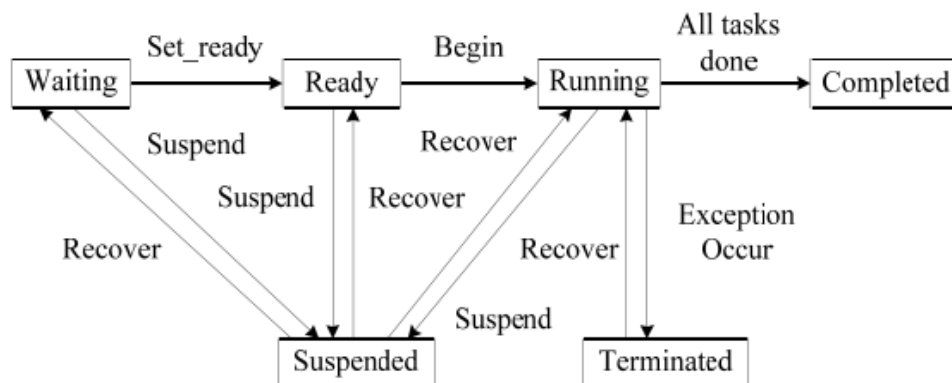 All tasks
done
Set_ready
Begin
Waiting
Ready
Running
Completed
Suspend
Recover
Suspend
Recover
Recover
Recover
Exception
Occur
Suspend
Suspended
Terminated